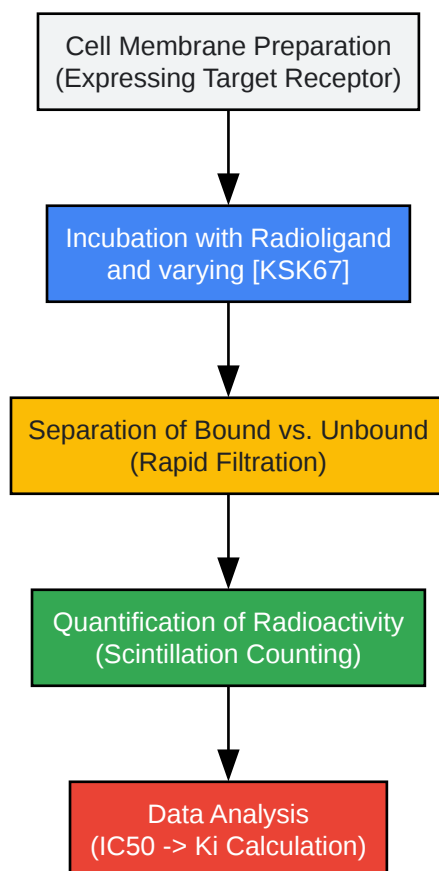 Cell Membrane Preparation
(Expressing Target Receptor)
Incubation with Radioligand
and varying [KSK67]
Separation of Bound vs. Unbound
(Rapid Filtration)
Quantification of Radioactivity
(Scintillation Counting)
Data Analysis
(IC50 -> Ki Calculation)